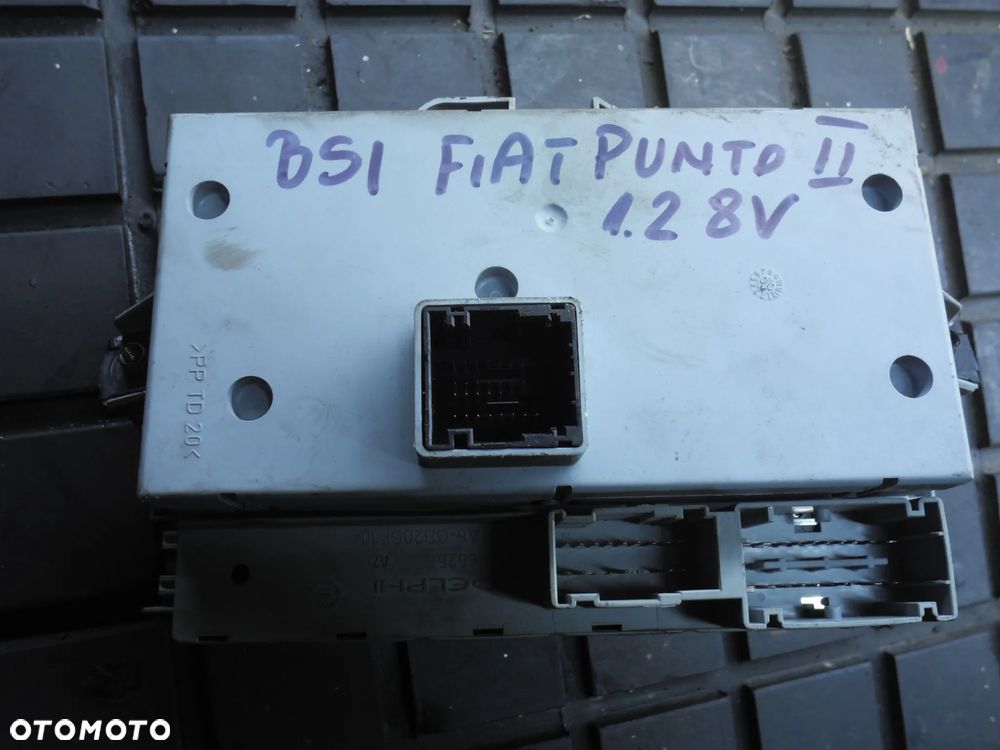 BSI FIAT PUNTO II
1.2 8V
>PP TD 20<
DELPHI
OTOMOTO